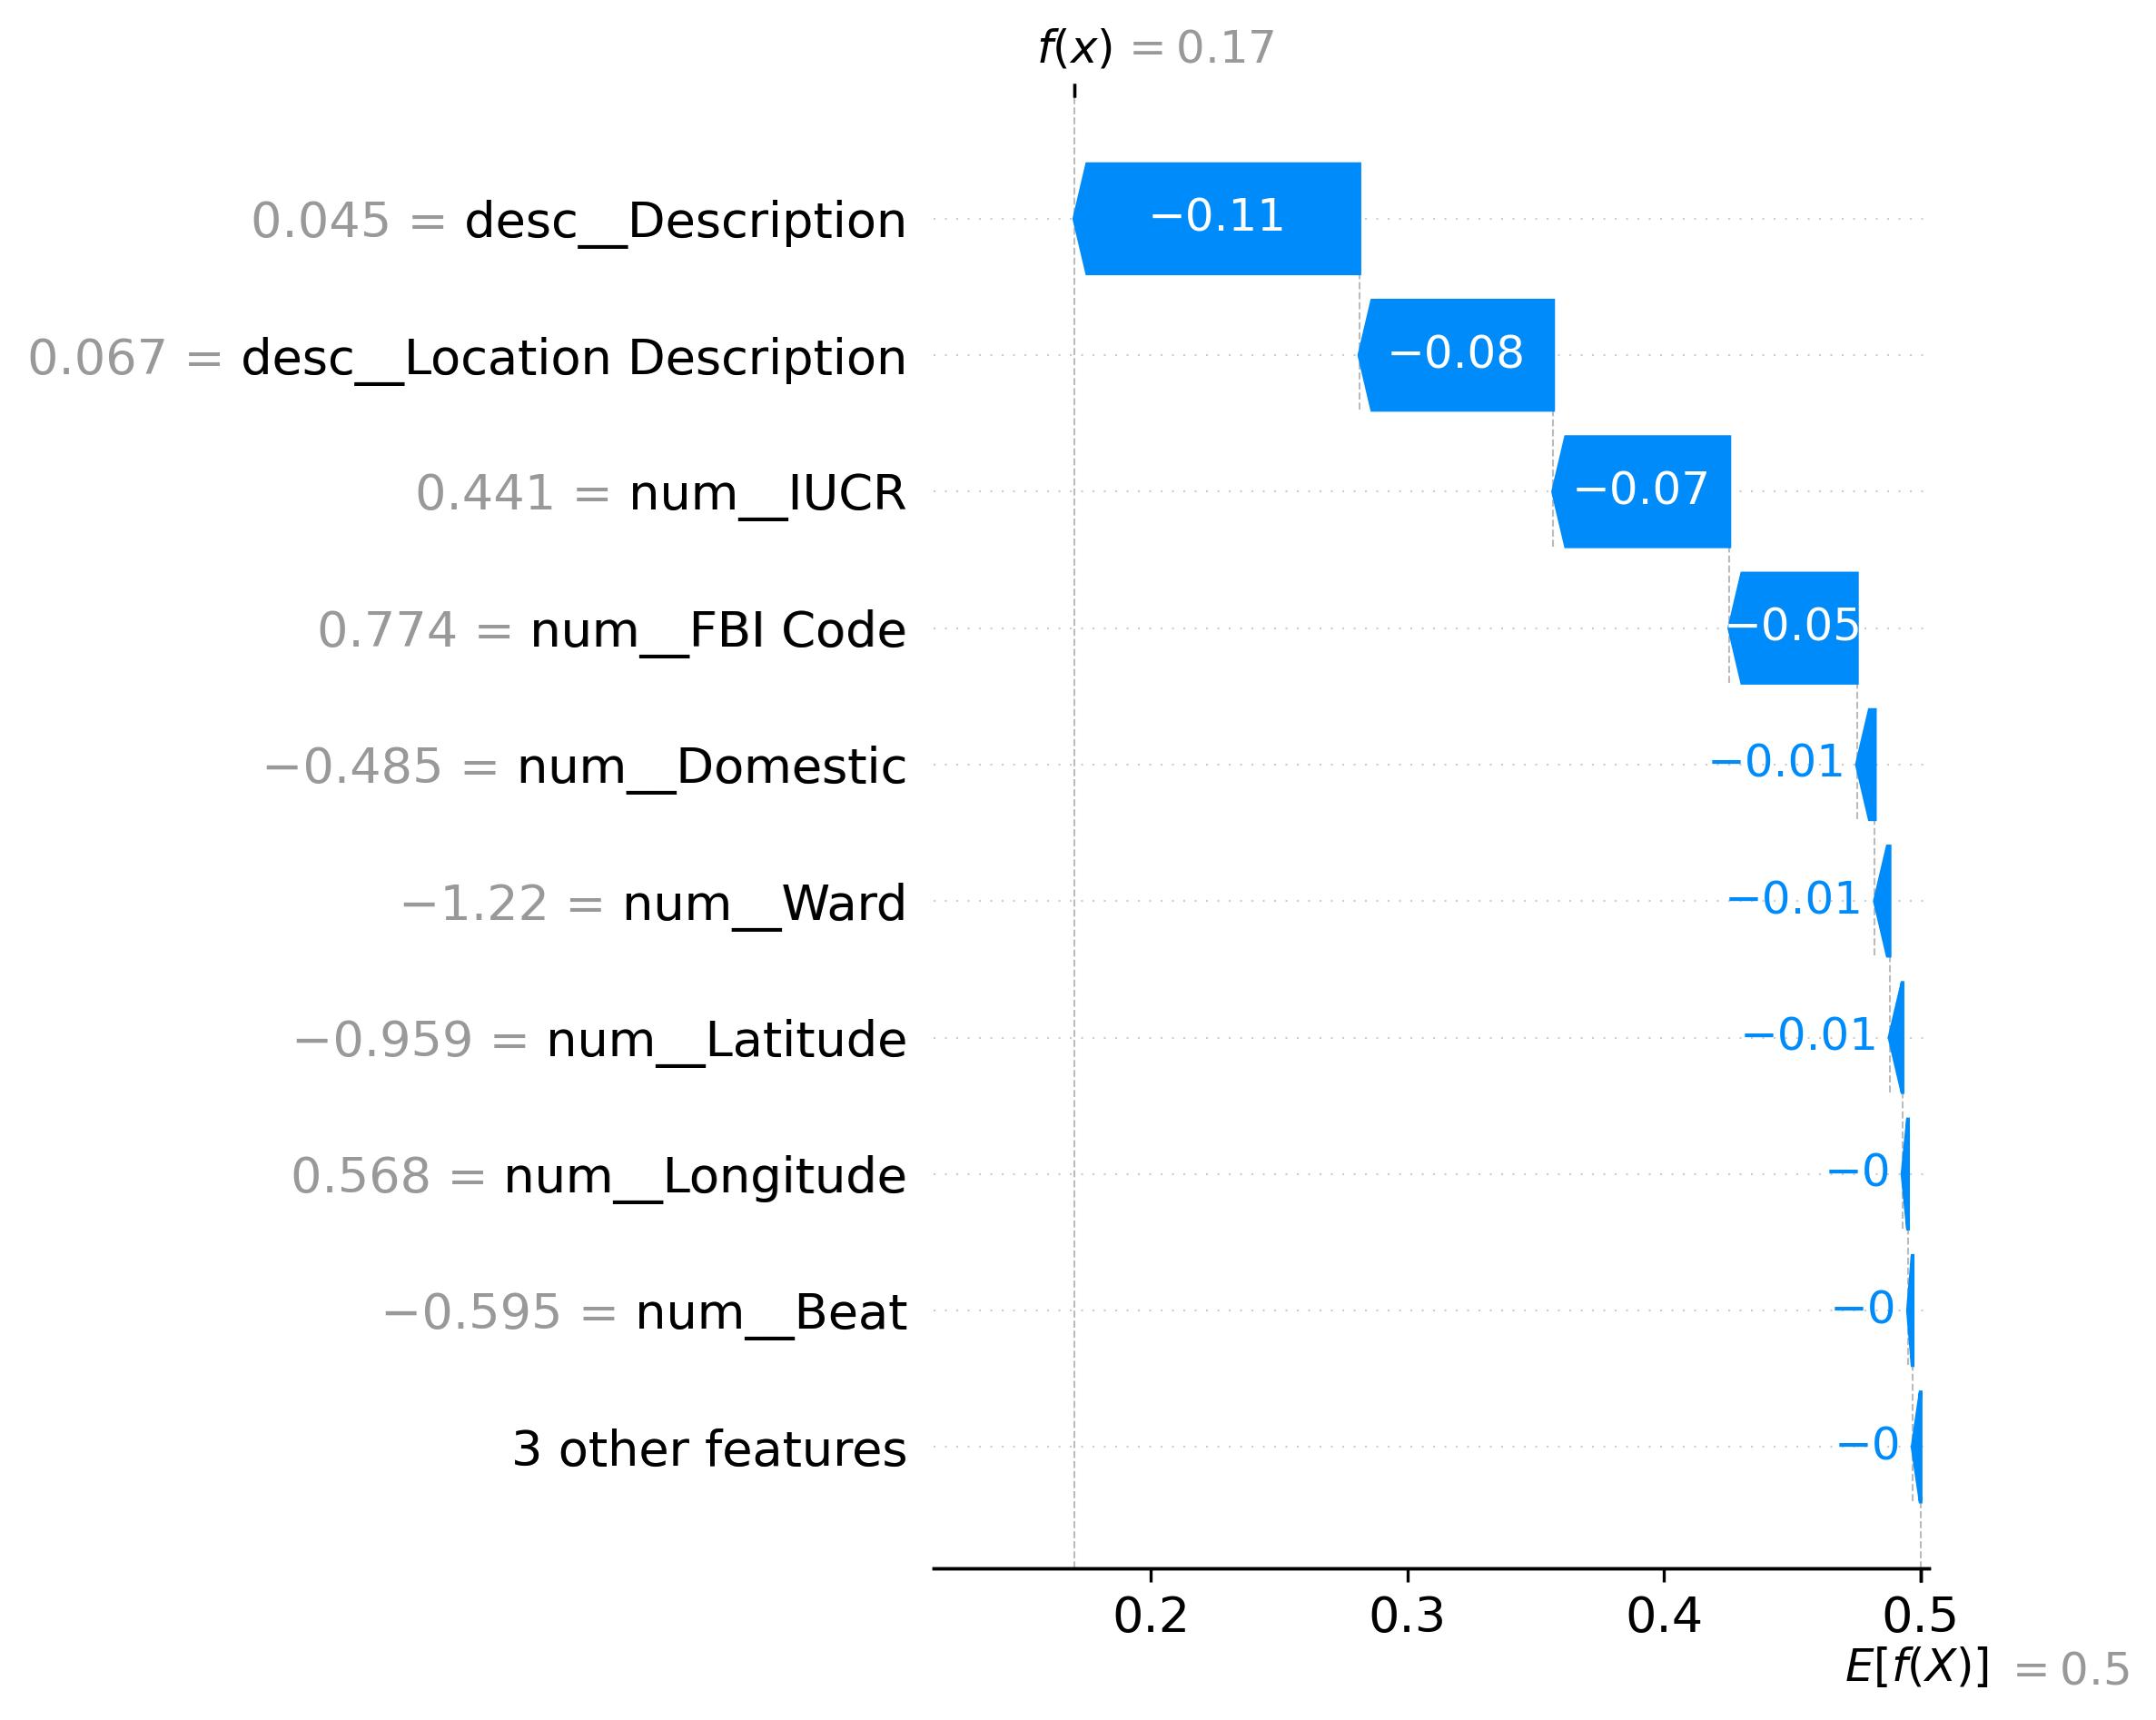 f(x) = 0.17
0.045 = desc__Description −0.11
0.067 = desc__Location Description −0.08
0.441 = num__IUCR −0.07
0.774 = num__FBI Code −0.05
−0.485 = num__Domestic −0.01
−1.22 = num__Ward −0.01
−0.959 = num__Latitude −0.01
0.568 = num__Longitude −0
−0.595 = num__Beat −0
3 other features −0
0.2 0.3 0.4 0.5
E[f(X)] = 0.5